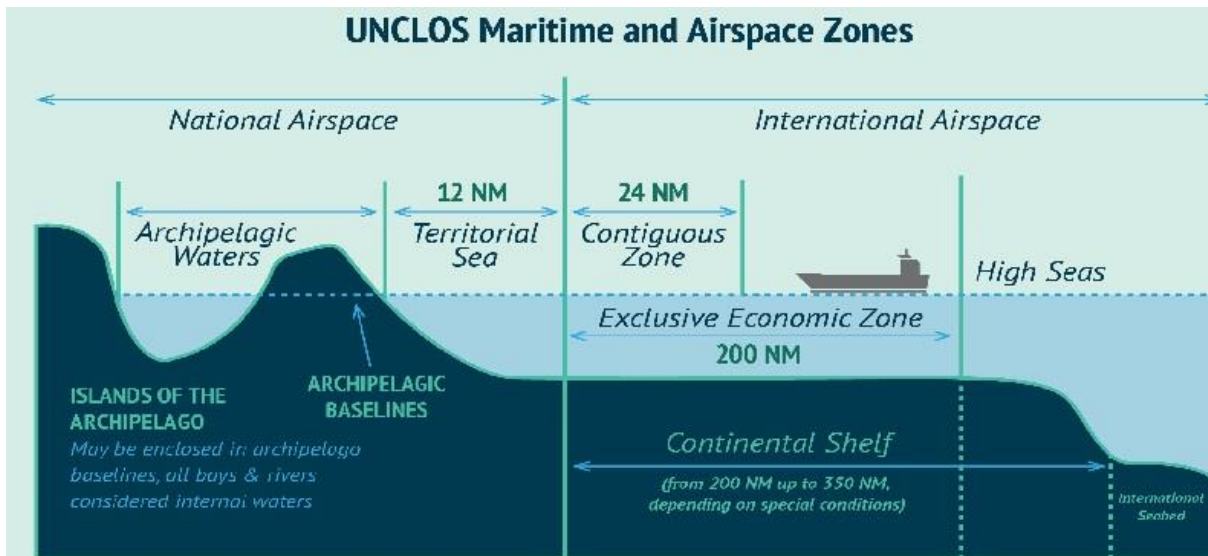 UNCLOS Maritime and Airspace Zones
National Airspace
International Airspace
12 NM
24 NM
Archipelagic
Waters
Territorial
Sea
Contiguous
Zone
High Seas
Exclusive Economic Zone
200 NM
ISLANDS OF THE
ARCHIPELAGO
May be enclosed in archipelago
baselines, all bays & rivers
considered internal waters
ARCHIPELAGIC
BASELINES
Continental Shelf
(from 200 NM up to 350 NM,
depending on special conditions)
International
Seabed